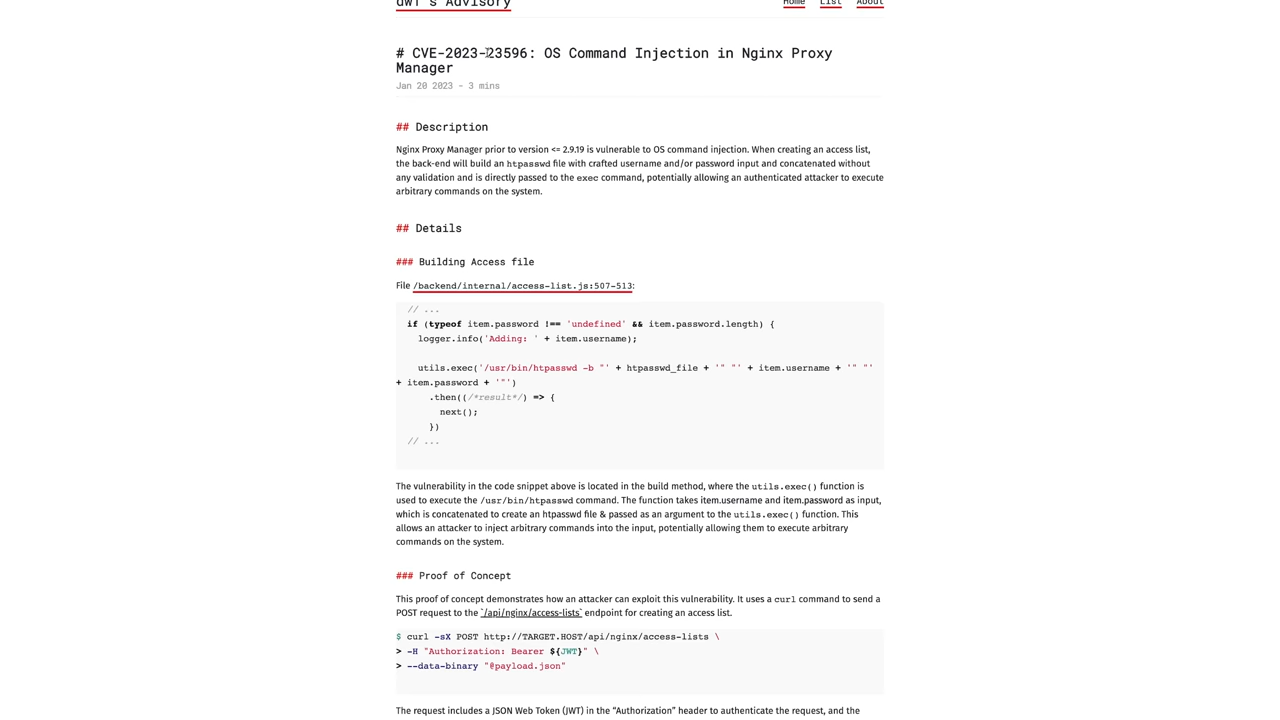 dw1's Advisory
Home List About
# CVE-2023-23596: OS Command Injection in Nginx Proxy
Manager
Jan 20 2023 - 3 mins
## Description
Nginx Proxy Manager prior to version <= 2.9.19 is vulnerable to OS command injection. When creating an access list,
the back-end will build an htpasswd file with crafted username and/or password input and concatenated without
any validation and is directly passed to the exec command, potentially allowing an authenticated attacker to execute
arbitrary commands on the system.
## Details
### Building Access file
File /backend/internal/access-list.js:507-513:
// ...
if (typeof item.password !== 'undefined' && item.password.length) {
logger.info('Adding: ' + item.username);
utils.exec('/usr/bin/htpasswd -b "' + htpasswd_file + '" "' + item.username + '" "'
+ item.password + '"')
.then((/*result*/) => {
next();
})
// ...
The vulnerability in the code snippet above is located in the build method, where the utils.exec() function is
used to execute the /usr/bin/htpasswd command. The function takes item.username and item.password as input,
which is concatenated to create an htpasswd file & passed as an argument to the utils.exec() function. This
allows an attacker to inject arbitrary commands into the input, potentially allowing them to execute arbitrary
commands on the system.
### Proof of Concept
This proof of concept demonstrates how an attacker can exploit this vulnerability. It uses a curl command to send a
POST request to the `/api/nginx/access-lists` endpoint for creating an access list.
$ curl -sX POST http://TARGET.HOST/api/nginx/access-lists \
> -H "Authorization: Bearer ${JWT}" \
> --data-binary "@payload.json"
The request includes a JSON Web Token (JWT) in the “Authorization” header to authenticate the request, and the